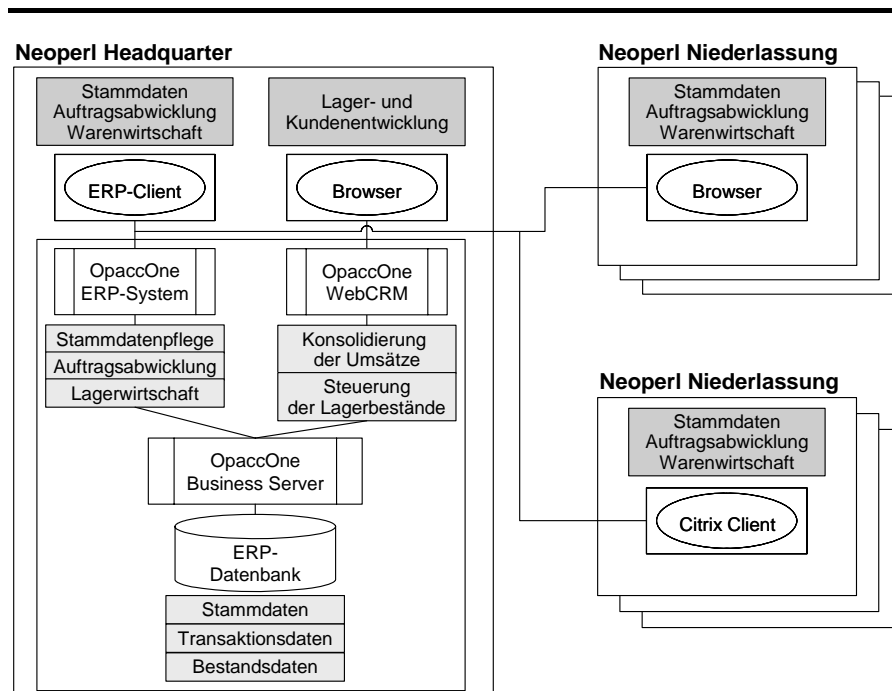 Neoperl Headquarter
Stammdaten
Auftragsabwicklung
Warenwirtschaft
Lager- und
Kundenentwicklung
ERP-Client
Browser
OpaccOne
ERP-System
OpaccOne
WebCRM
Stammdatenpflege
Auftragsabwicklung
Lagerwirtschaft
Konsolidierung
der Umsätze
Steuerung
der Lagerbestände
OpaccOne
Business Server
ERP-
Datenbank
Stammdaten
Transaktionsdaten
Bestandsdaten
Neoperl Niederlassung
Stammdaten
Auftragsabwicklung
Warenwirtschaft
Browser
Neoperl Niederlassung
Stammdaten
Auftragsabwicklung
Warenwirtschaft
Citrix Client